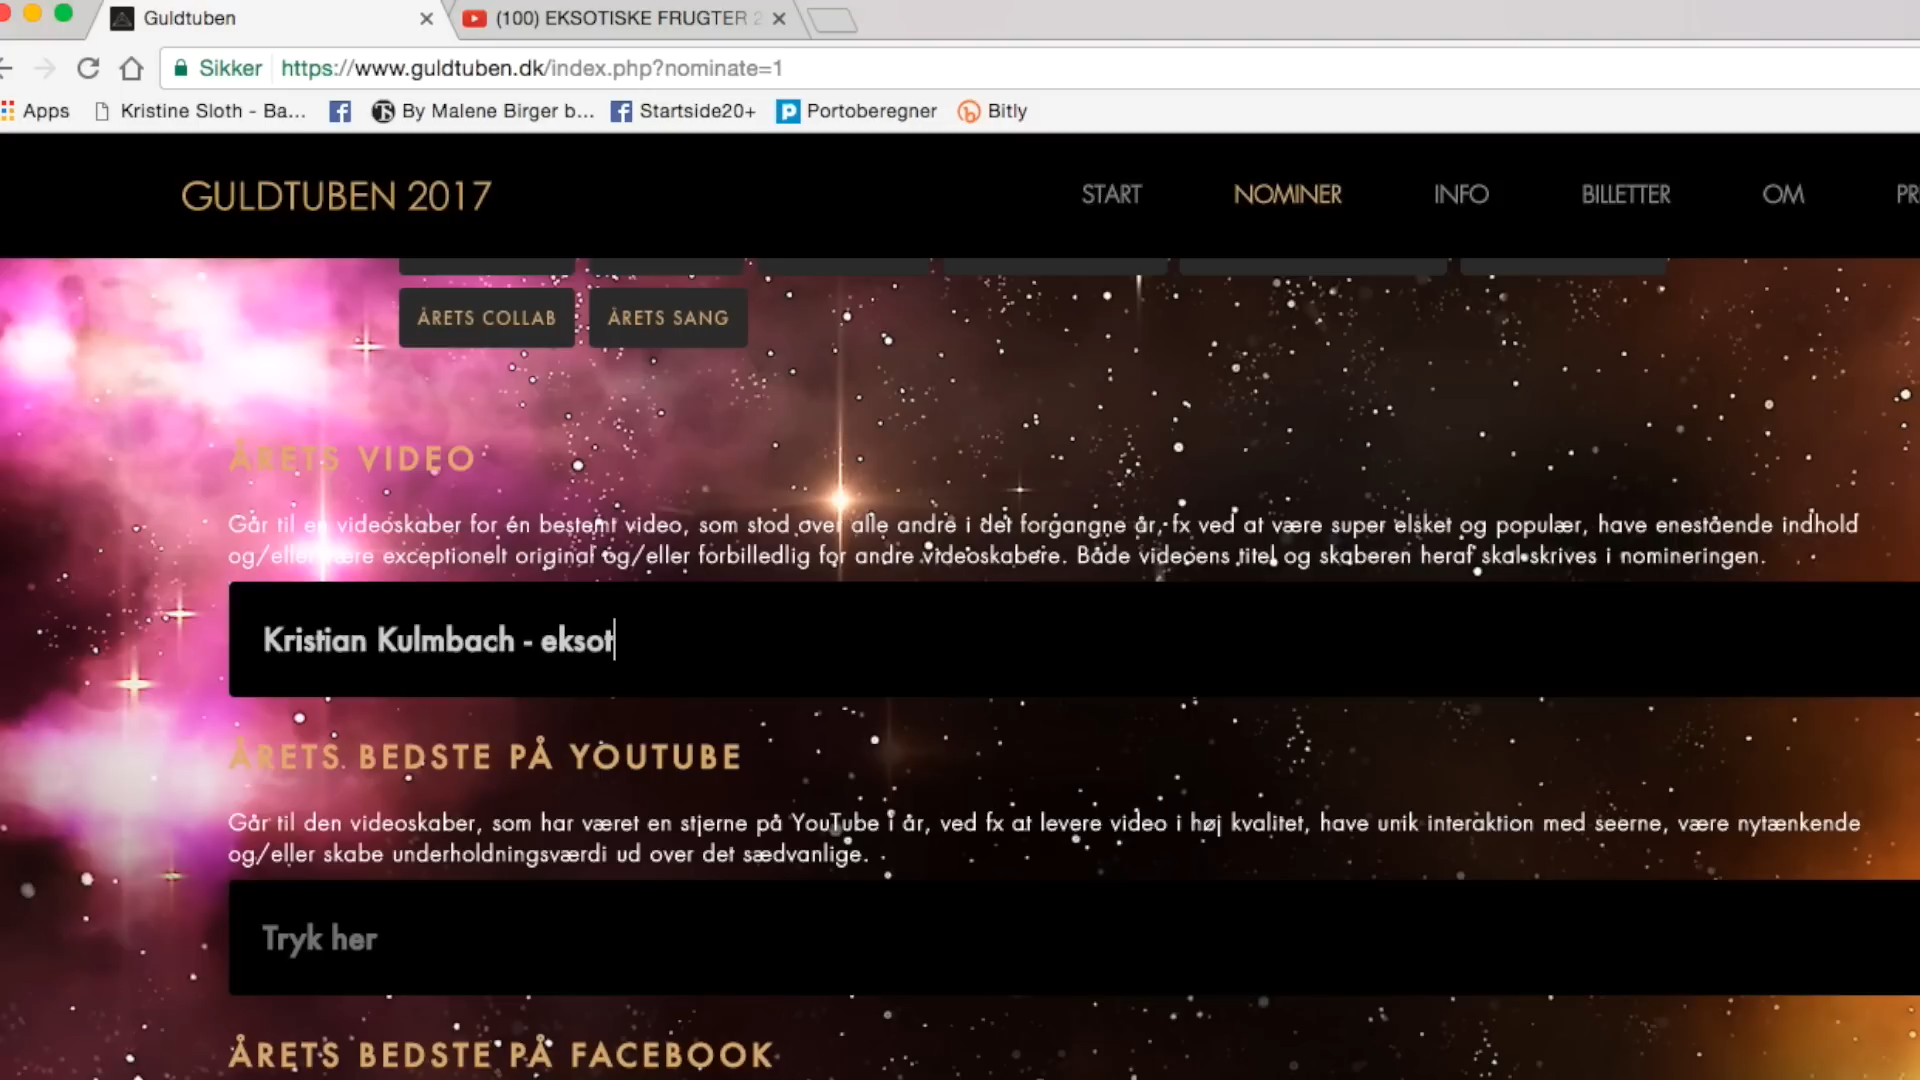 Guldtuben
(100) EKSOTISKE FRUGTER 2
Sikker https://www.guldtuben.dk/index.php?nominate=1
Apps Kristine Sloth - Ba... By Malene Birger b... Startside20+ Portoberegner Bitly
GULDTUBEN 2017
START NOMINER INFO BILLETTER OM PR
ÅRETS COLLAB ÅRETS SANG
ÅRETS VIDEO
Går til en videoskaber for én bestemt video, som stod over alle andre i det forgangne år, fx ved at være super elsket og populær, have enestående indhold
og/eller være exceptionelt original og/eller forbilledlig for andre videoskabere. Både videoens titel og skaberen heraf skal skrives i nomineringen.
Kristian Kulmbach - eksot
ÅRETS BEDSTE PÅ YOUTUBE
Går til den videoskaber, som har været en stjerne på YouTube i år, ved fx at levere video i høj kvalitet, have unik interaktion med seerne, være nytænkende
og/eller skabe underholdningsværdi ud over det sædvanlige.
Tryk her
ÅRETS BEDSTE PÅ FACEBOOK